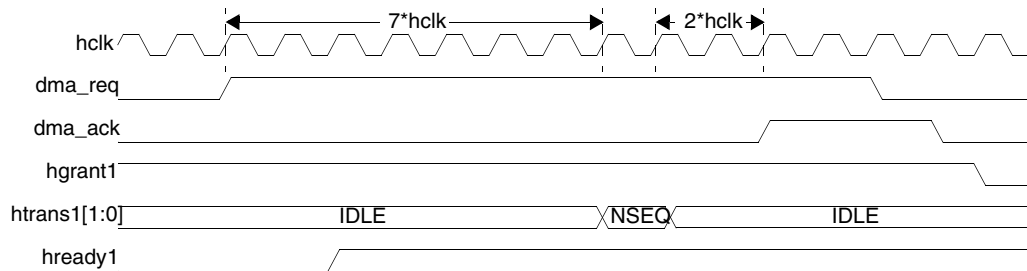 7*hclk 2*hclk
hclk
dma_req
dma_ack
hgrant1
htrans1[1:0] IDLE NSEQ IDLE
hready1